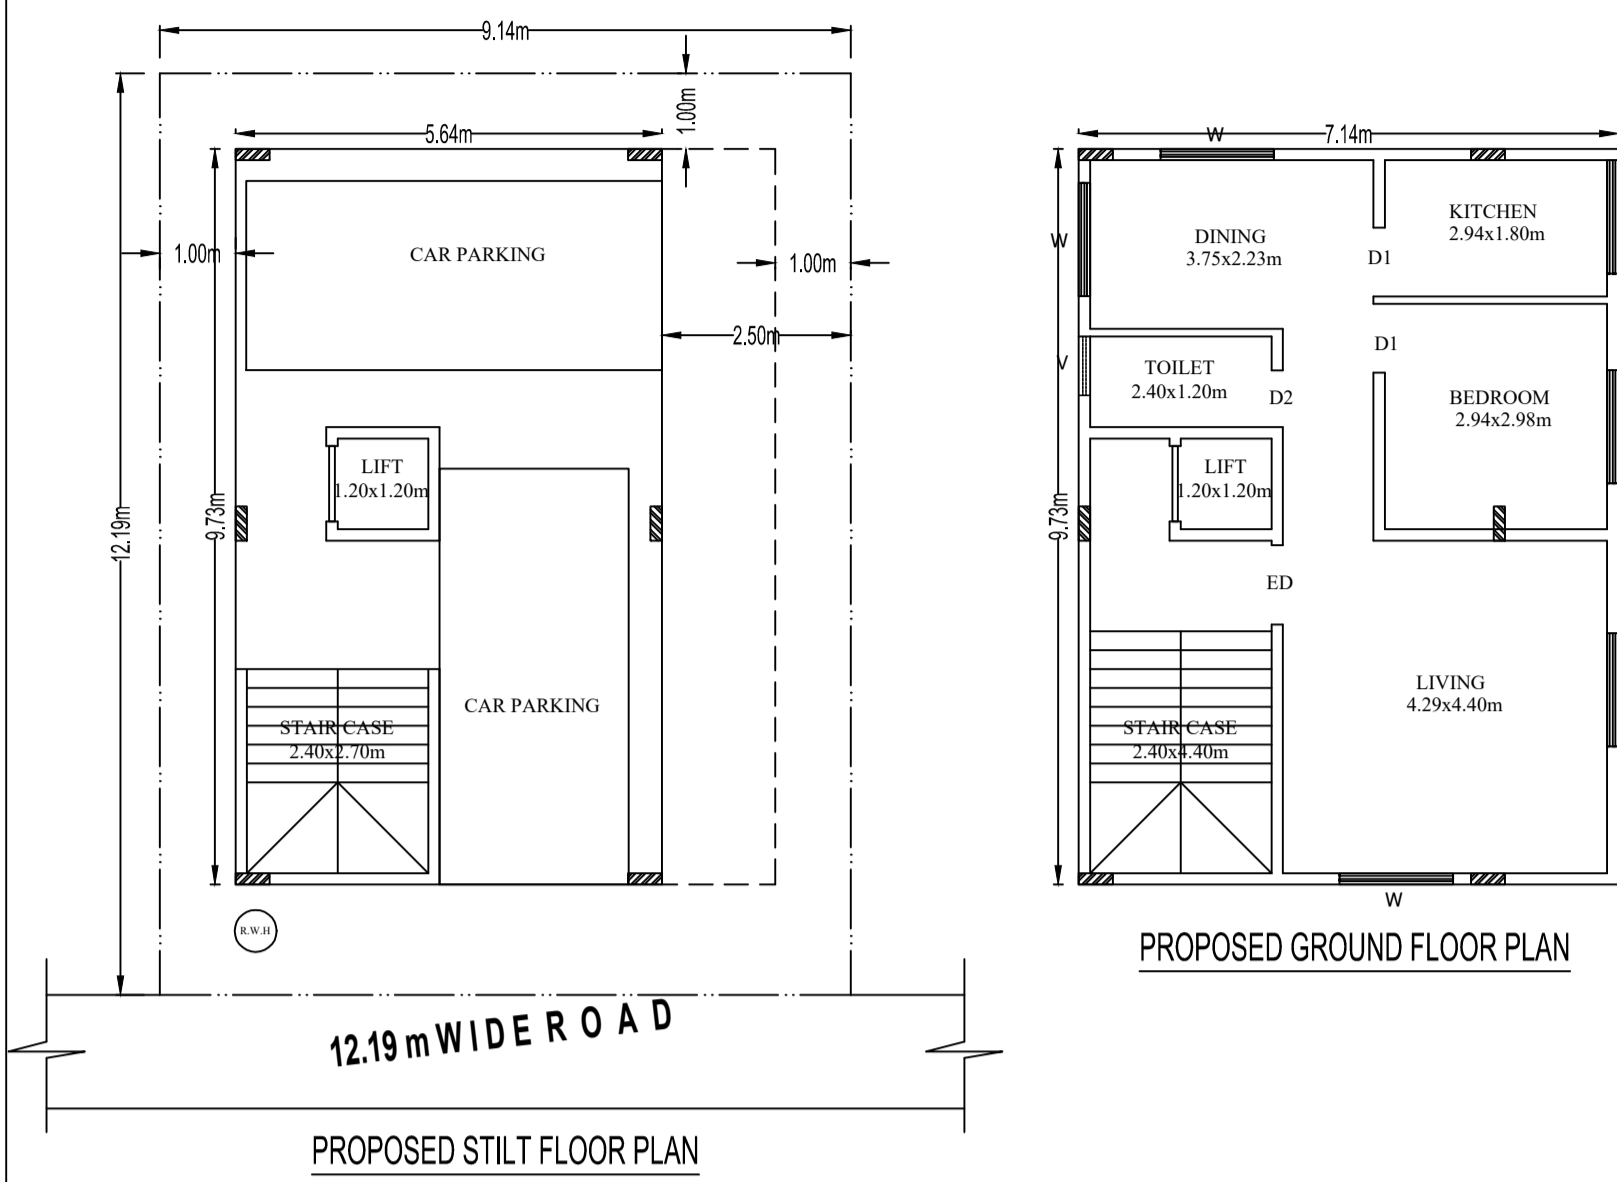 9.14m
1.00m
5.64m
1.00m
1.00m
2.50m
12.19m
9.73m
CAR PARKING
LIFT
1.20x1.20m
CAR PARKING
STAIR CASE
2.40x2.70m
R.W.H
12.19 m WIDE ROAD
PROPOSED STILT FLOOR PLAN
W
7.14m
W
V
9.73m
DINING
3.75x2.23m
KITCHEN
2.94x1.80m
D1
D1
TOILET
2.40x1.20m
D2
BEDROOM
2.94x2.98m
LIFT
1.20x1.20m
ED
LIVING
4.29x4.40m
STAIR CASE
2.40x4.40m
W
PROPOSED GROUND FLOOR PLAN